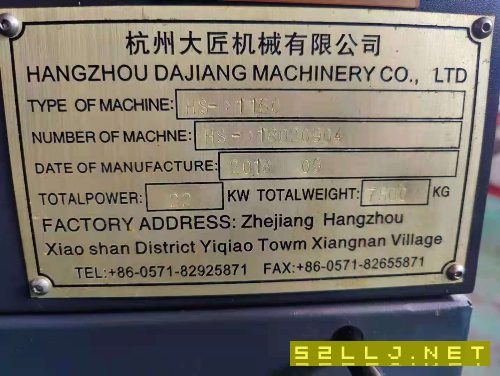 杭州大匠机械有限公司
HANGZHOU DAJIANG MACHINERY CO., LTD
TYPE OF MACHINE:
NUMBER OF MACHNE:
DATE OF MANUFACTURE: 2018 09
TOTALPOWER: KW TOTALWEIGHT: KG
FACTORY ADDRESS: Zhejiang Hangzhou
Xiao shan District Yiqiao Towm Xiangnan Village
TEL:+86-0571-82925871 FAX:+86-0571-82655871
52LLJ.NET